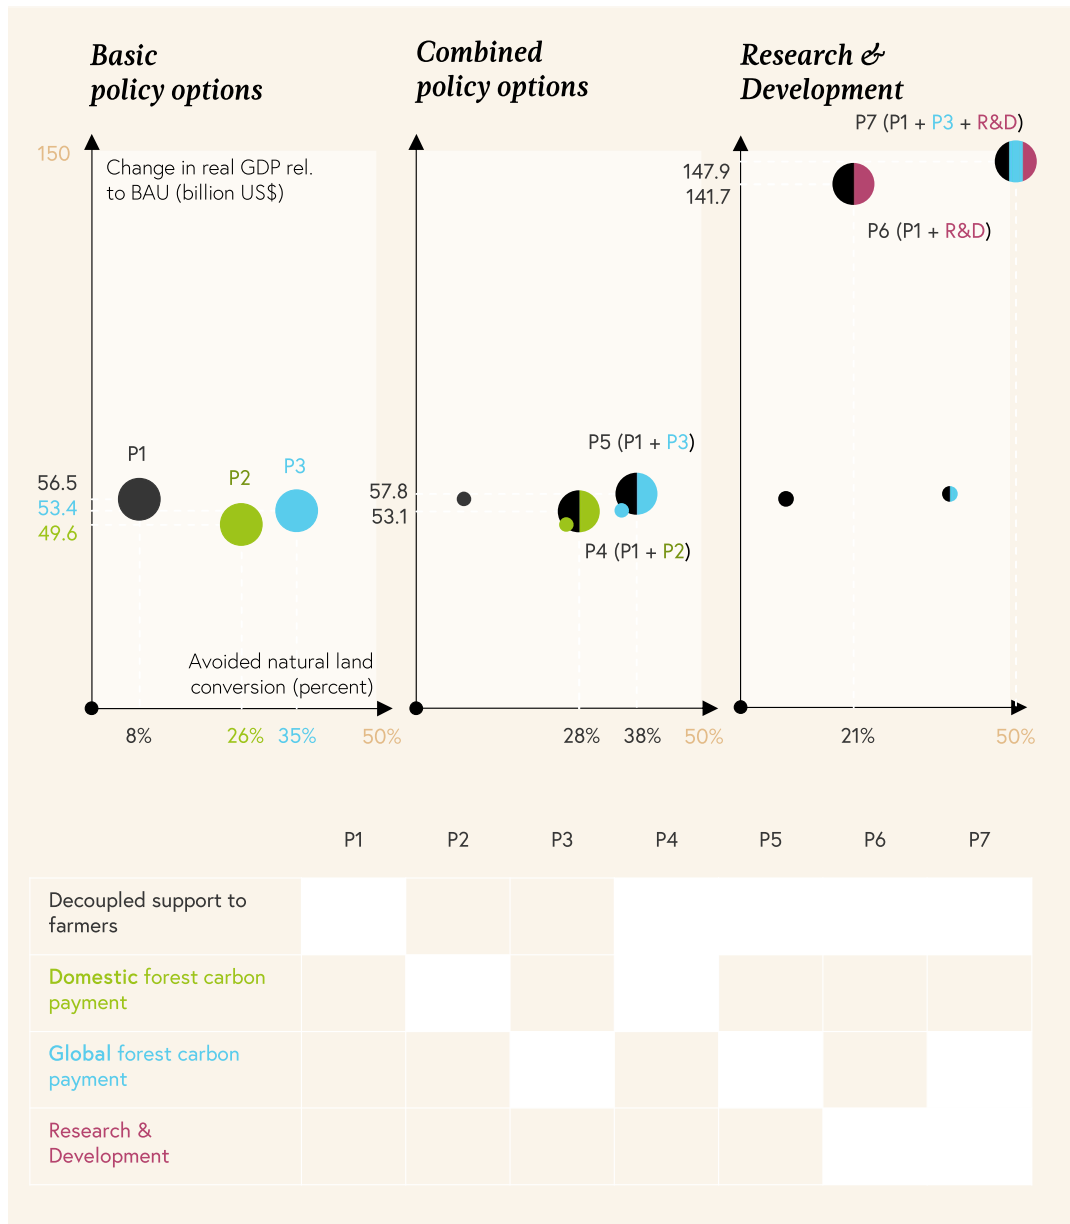 Basic
policy options
Combined
policy options
Research &
Development
P7 (P1 + P3 + R&D)
150
Change in real GDP rel.
to BAU (billion US$)
147.9
141.7
P6 (P1 + R&D)
P1
P2
P3
56.5
53.4
49.6
P5 (P1 + P3)
57.8
53.1
P4 (P1 + P2)
Avoided natural land
conversion (percent)
8%
26%
35%
50%
28%
38%
50%
21%
50%
P1 P2 P3 P4 P5 P6 P7
Decoupled support to
farmers
Domestic forest carbon
payment
Global forest carbon
payment
Research &
Development